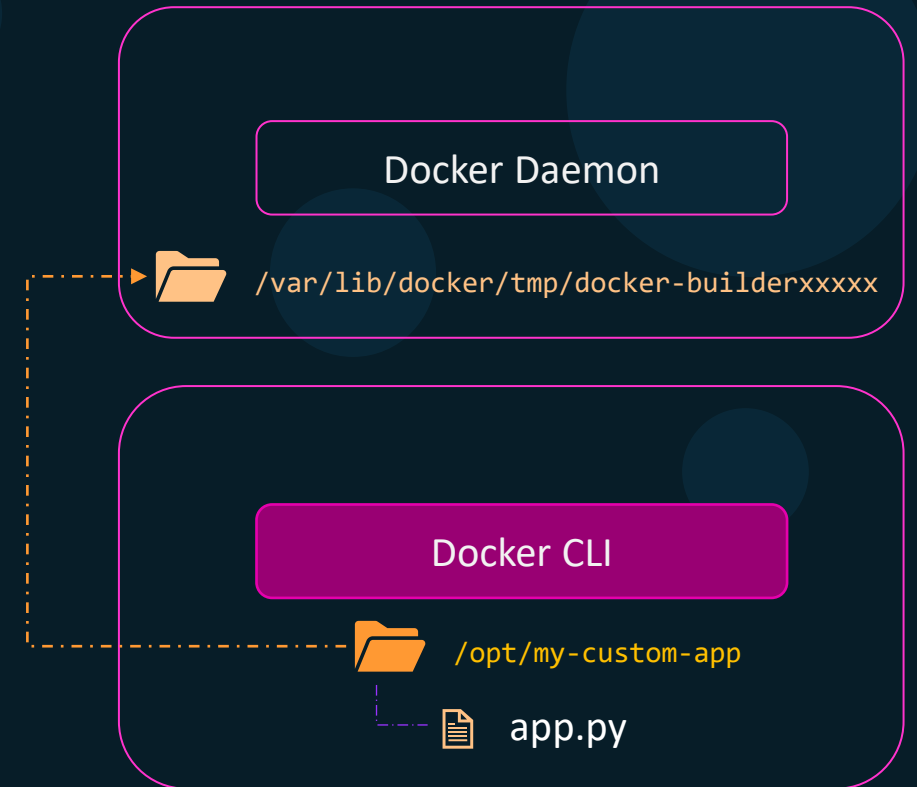 Docker Daemon
/var/lib/docker/tmp/docker-builderxxxxx
Docker CLI
/opt/my-custom-app
app.py